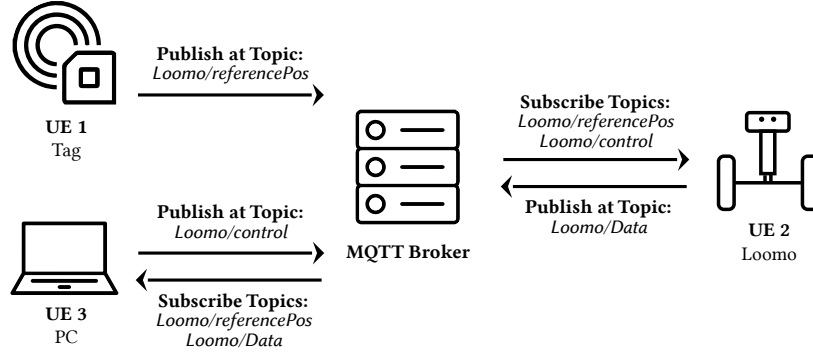 Publish at Topic:
Loomo/referencePos
UE 1
Tag
Subscribe Topics:
Loomo/referencePos
Loomo/control
Publish at Topic:
Loomo/Data
UE 2
Loomo
MQTT Broker
Publish at Topic:
Loomo/control
Subscribe Topics:
Loomo/referencePos
Loomo/Data
UE 3
PC